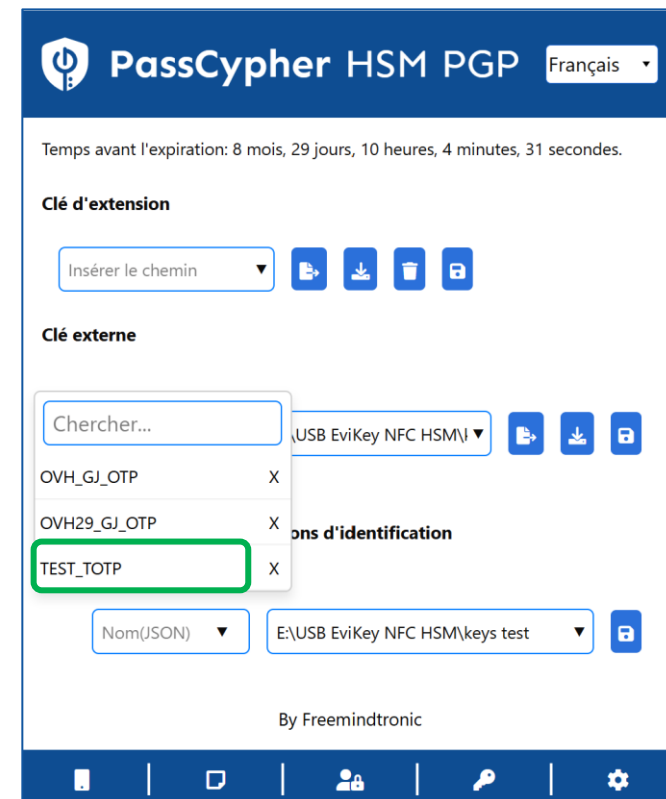 PassCypher HSM PGP Français
Temps avant l'expiration: 8 mois, 29 jours, 10 heures, 4 minutes, 31 secondes.
Clé d'extension
Insérer le chemin
Clé externe
Chercher...
\USB EviKey NFC HSM\
OVH_GJ_OTP X
OVH29_GJ_OTP X
ons d'identification
TEST_TOTP X
Nom(JSON) E:\USB EviKey NFC HSM\keys test
By Freemindtronic